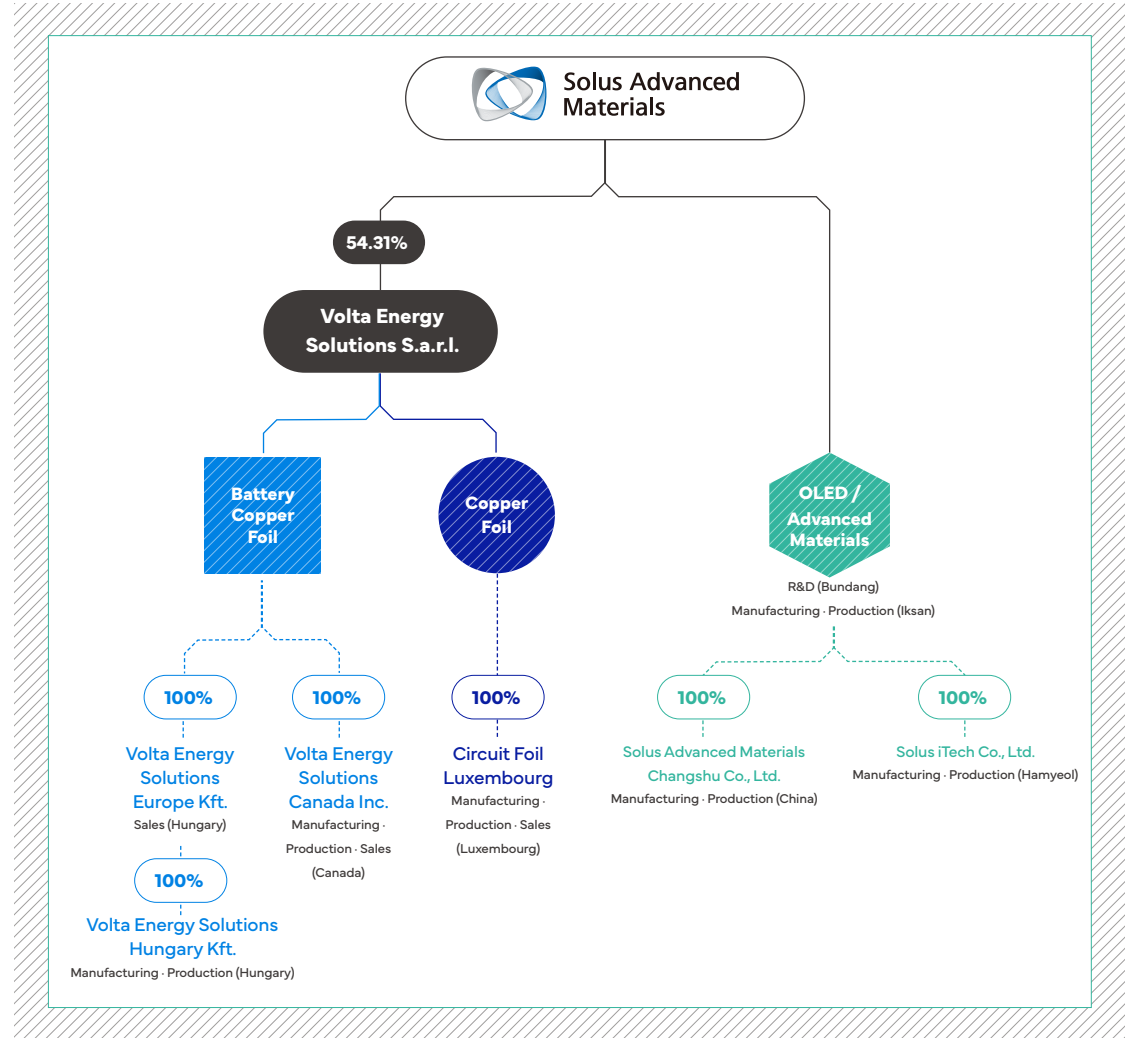 Solus Advanced
Materials
54.31%
Volta Energy
Solutions S.a.r.l.
Battery
Copper
Foil
Copper
Foil
OLED /
Advanced
Materials
R&D (Bundang)
Manufacturing · Production (Iksan)
100%
Volta Energy
Solutions
Europe Kft.
Sales (Hungary)
100%
Volta Energy Solutions
Hungary Kft.
Manufacturing · Production (Hungary)
100%
Volta Energy
Solutions
Canada Inc.
Manufacturing ·
Production · Sales
(Canada)
100%
Circuit Foil
Luxembourg
Manufacturing ·
Production · Sales
(Luxembourg)
100%
Solus Advanced Materials
Changshu Co., Ltd.
Manufacturing · Production (China)
100%
Solus iTech Co., Ltd.
Manufacturing · Production (Hamyeol)